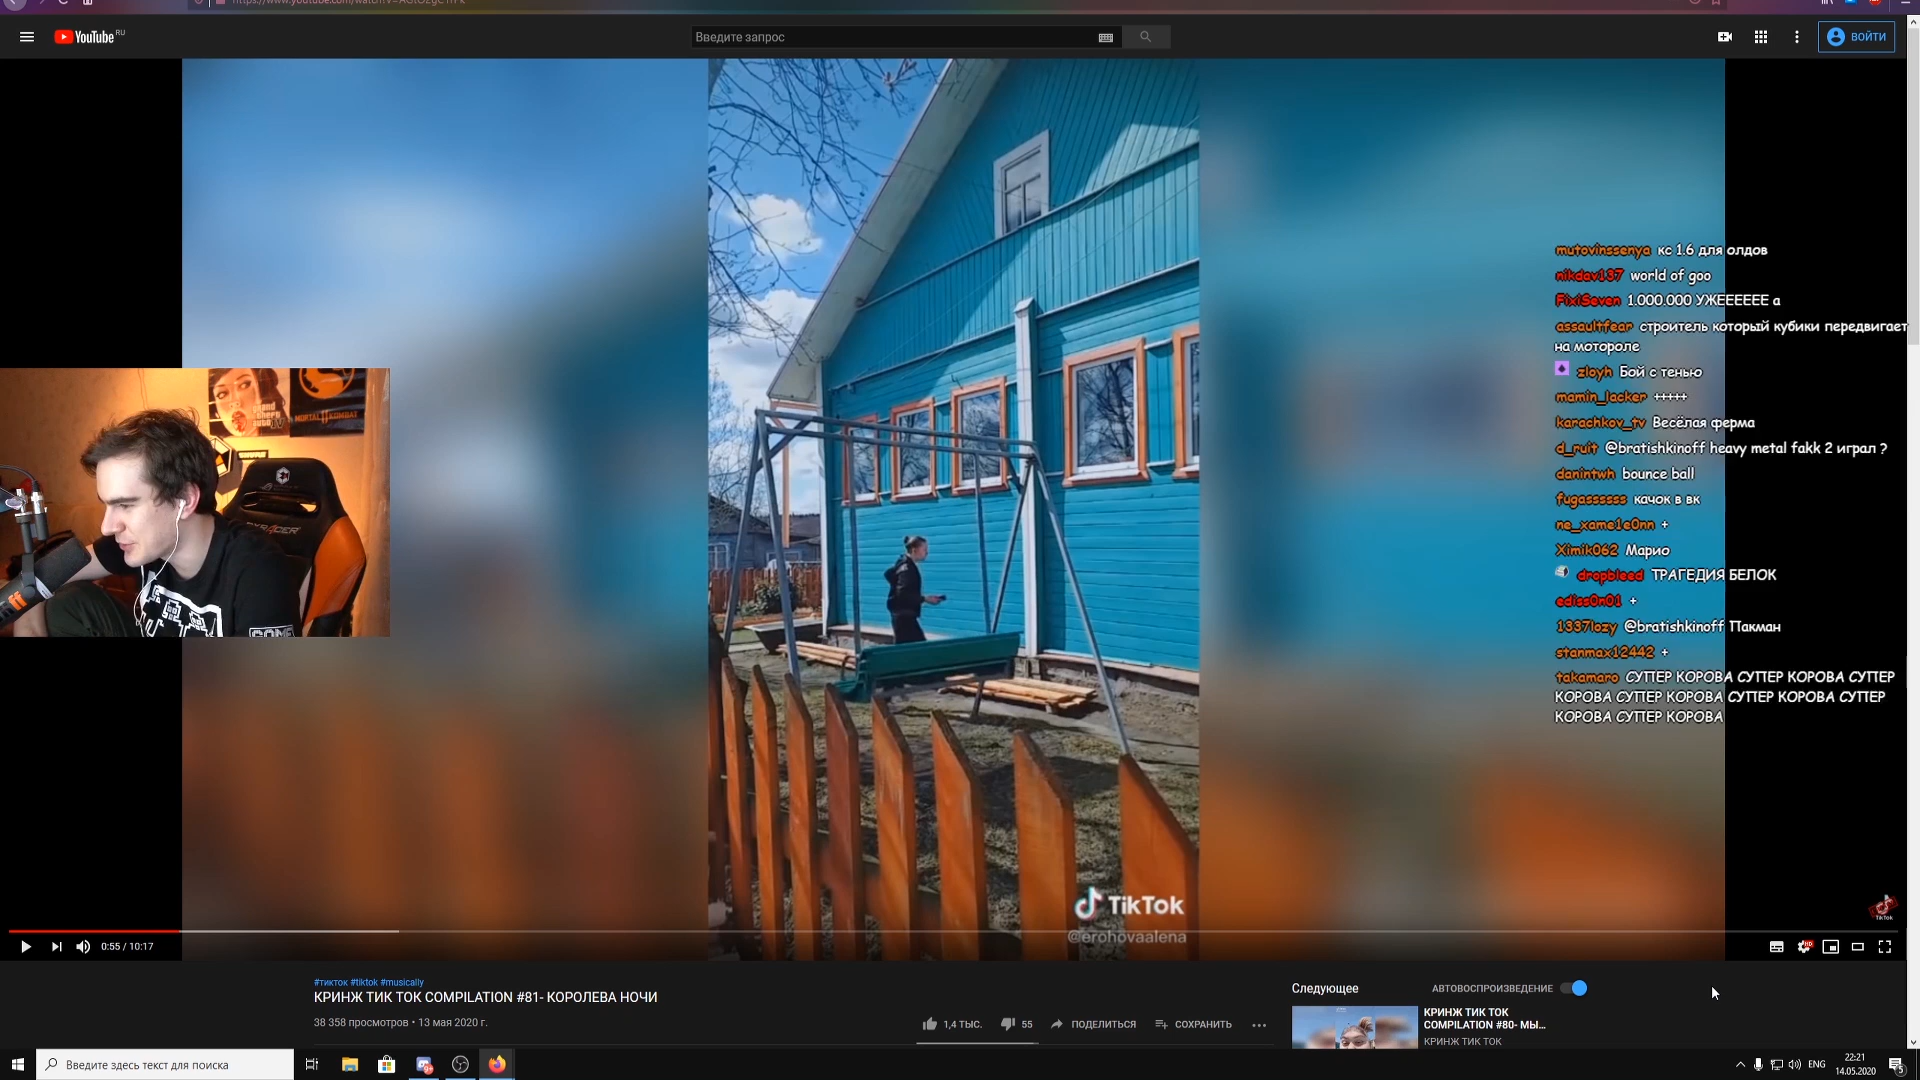 YouTube RU
Введите запрос
ВОЙТИ
mutovinssenya кс 1.6 для олдов
nikdav137 world of goo
FixiSeven 1.000.000 УЖЕЕЕЕЕЕ а
assaultfear строитель который кубики передвигает
на мотороле
zloyh Бой с тенью
mamin_lacker +++++
karachkov_tv Весёлая ферма
d_ruit @bratishkinoff heavy metal fakk 2 играл ?
danintwh bounce ball
fugassssss качок в вк
ne_xame1e0nn +
Ximik062 Марио
dropbleed ТРАГЕДИЯ БЕЛОК
ediss0n01 +
1337lozy @bratishkinoff Пакман
stanmax12442 +
takamaro СУПЕР КОРОВА СУПЕР КОРОВА СУПЕР
КОРОВА СУПЕР КОРОВА СУПЕР КОРОВА СУПЕР
КОРОВА СУПЕР КОРОВА
MORTAL KOMBAT
DXRACER
TikTok
@erohovaalena
0:55 / 10:17
#тикток #tiktok #musically
КРИНЖ ТИК ТОК COMPILATION #81- КОРОЛЕВА НОЧИ
38 358 просмотров • 13 мая 2020 г.
1,4 ТЫС.
55
ПОДЕЛИТЬСЯ
СОХРАНИТЬ
Следующее
АВТОВОСПРОИЗВЕДЕНИЕ
КРИНЖ ТИК ТОК
COMPILATION #80- МЫ...
КРИНЖ ТИК ТОК
Введите здесь текст для поиска
ENG
22:21
14.05.2020